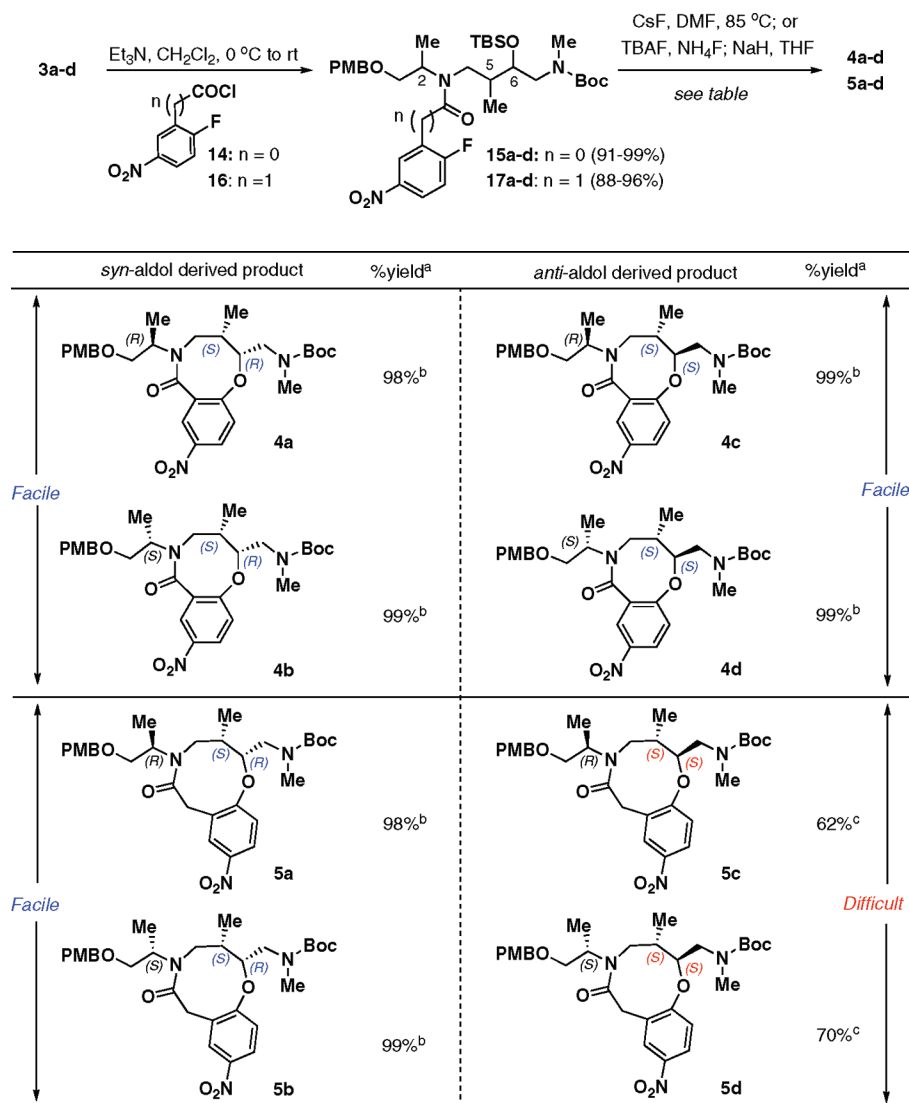 3a-d
Et3N, CH2Cl2, 0 °C to rt
n
COCl
F
O2N
14: n = 0
16: n =1
Me
TBSO
Me
PMBO
2
N
5
6
N
Boc
n
O
Me
F
O2N
15a-d: n = 0 (91-99%)
17a-d: n = 1 (88-96%)
CsF, DMF, 85 °C; or
TBAF, NH4F; NaH, THF
see table
4a-d
5a-d
syn-aldol derived product %yield^a anti-aldol derived product %yield^a
Me
Me
(R)
PMBO
N
(S)
(R)
N
Boc
O
O
Me
O2N
4a
98%^b
Me
Me
(R)
PMBO
N
(S)
(S)
N
Boc
O
O
Me
O2N
4c
99%^b
Facile
Facile
Me
Me
(S)
PMBO
N
(S)
(R)
N
Boc
O
O
Me
O2N
4b
99%^b
Me
Me
(S)
PMBO
N
(S)
(S)
N
Boc
O
O
Me
O2N
4d
99%^b
Me
Me
(R)
PMBO
N
(S)
(R)
N
Boc
O
O
Me
O2N
5a
98%^b
Me
Me
(R)
PMBO
N
(S)
(S)
N
Boc
O
O
Me
O2N
5c
62%^c
Facile
Difficult
Me
Me
(S)
PMBO
N
(S)
(R)
N
Boc
O
O
Me
O2N
5b
99%^b
Me
Me
(S)
PMBO
N
(S)
(S)
N
Boc
O
O
Me
O2N
5d
70%^c